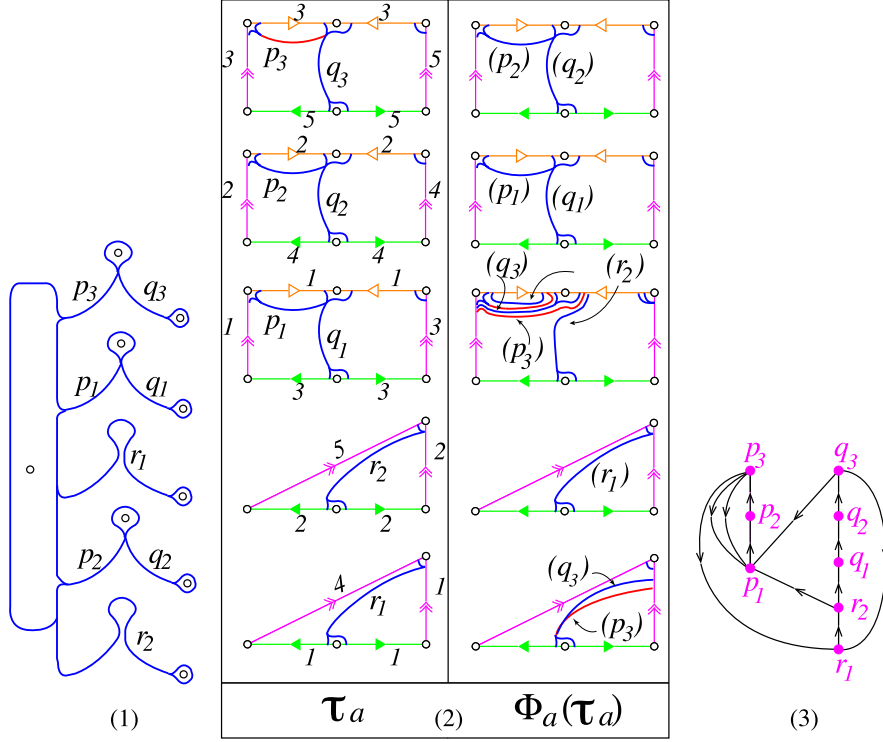 p3 q3
p1 q1
r1
p2 q2
r2
(1)
3 3
3 p3 q3 5
5 5
2 2
2 p2 q2 4
4 4
1 1
1 p1 q1 3
3 3
5 r2 2
2 2
4 r1 1
1 1
τa
(2)
(p2) (q2)
(p1) (q1)
(q3) (r2)
(p3)
(r1)
(q3)
(p3)
Φa(τa)
p3 q3
p2 q2
q1
p1
r2
r1
(3)